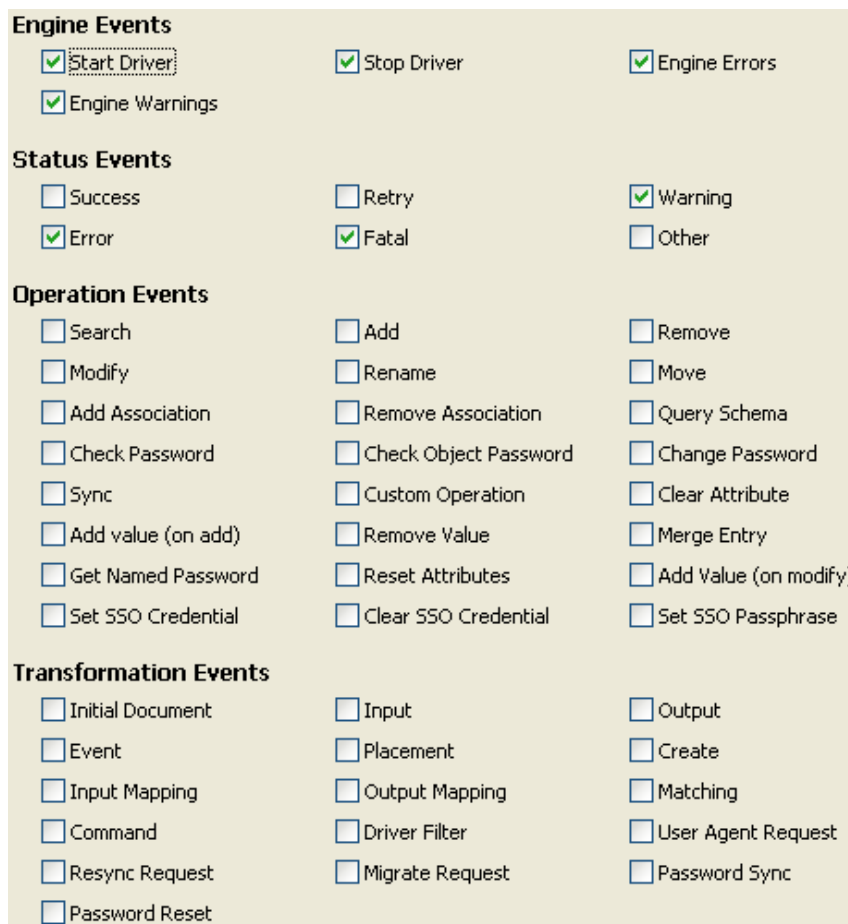 Engine Events
Start Driver Stop Driver Engine Errors
Engine Warnings
Status Events
Success Retry Warning
Error Fatal Other
Operation Events
Search Add Remove
Modify Rename Move
Add Association Remove Association Query Schema
Check Password Check Object Password Change Password
Sync Custom Operation Clear Attribute
Add value (on add) Remove Value Merge Entry
Get Named Password Reset Attributes Add Value (on modify)
Set SSO Credential Clear SSO Credential Set SSO Passphrase
Transformation Events
Initial Document Input Output
Event Placement Create
Input Mapping Output Mapping Matching
Command Driver Filter User Agent Request
Resync Request Migrate Request Password Sync
Password Reset